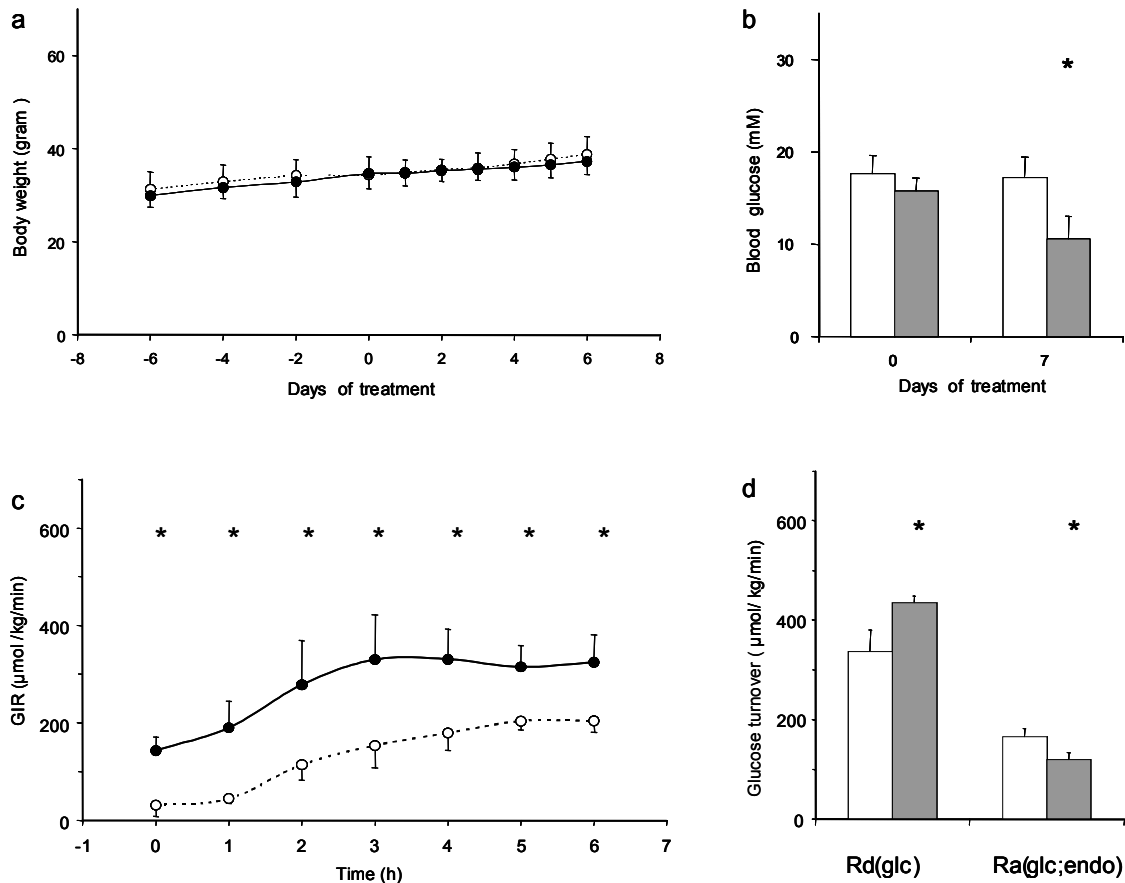 a
60
40
20
0
Body weight (gram )
-8 -6 -4 -2 0 2 4 6 8
Days of treatment
b
*
30
20
10
0
Blood glucose (mM)
0 7
Days of treatment
c
* * * * * * *
600
400
200
0
GIR (µmol /kg/min)
-1 0 1 2 3 4 5 6 7
Time (h)
d
* *
600
400
200
0
Glucose turnover ( µmol/ kg/min)
Rd(glc) Ra(glc;endo)